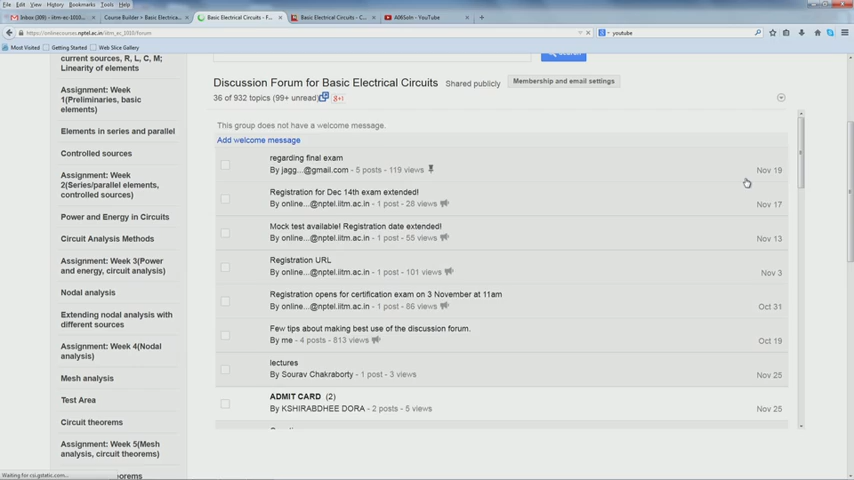 File Edit View History Bookmarks Tools Help
Inbox (309) - iitm-ec-1010...
Course Builder > Basic Electrica...
Basic Electrical Circuits - F...
Basic Electrical Circuits - C...
A06Soln - YouTube
https://onlinecourses.nptel.ac.in/iitm_ec_1010/forum
youtube
Most Visited Getting Started Web Slice Gallery
current sources, R, L, C, M;
Linearity of elements
Assignment: Week
1(Preliminaries, basic
elements)
Elements in series and parallel
Controlled sources
Assignment: Week
2(Series/parallel elements,
controlled sources)
Power and Energy in Circuits
Circuit Analysis Methods
Assignment: Week 3(Power
and energy, circuit analysis)
Nodal analysis
Extending nodal analysis with
different sources
Assignment: Week 4(Nodal
analysis)
Mesh analysis
Test Area
Circuit theorems
Assignment: Week 5(Mesh
analysis, circuit theorems)
Discussion Forum for Basic Electrical Circuits Shared publicly Membership and email settings
36 of 932 topics (99+ unread) g+1
This group does not have a welcome message.
Add welcome message
regarding final exam
By jagg...@gmail.com - 5 posts - 119 views Nov 19
Registration for Dec 14th exam extended!
By online...@nptel.iitm.ac.in - 1 post - 28 views Nov 17
Mock test available! Registration date extended!
By online...@nptel.iitm.ac.in - 1 post - 55 views Nov 13
Registration URL
By online...@nptel.iitm.ac.in - 1 post - 101 views Nov 3
Registration opens for certification exam on 3 November at 11am
By online...@nptel.iitm.ac.in - 1 post - 86 views Oct 31
Few tips about making best use of the discussion forum.
By me - 4 posts - 813 views Oct 19
lectures
By Sourav Chakraborty - 1 post - 3 views Nov 25
ADMIT CARD (2)
By KSHIRABDHEE DORA - 2 posts - 5 views Nov 25
Waiting for csi.gstatic.com...